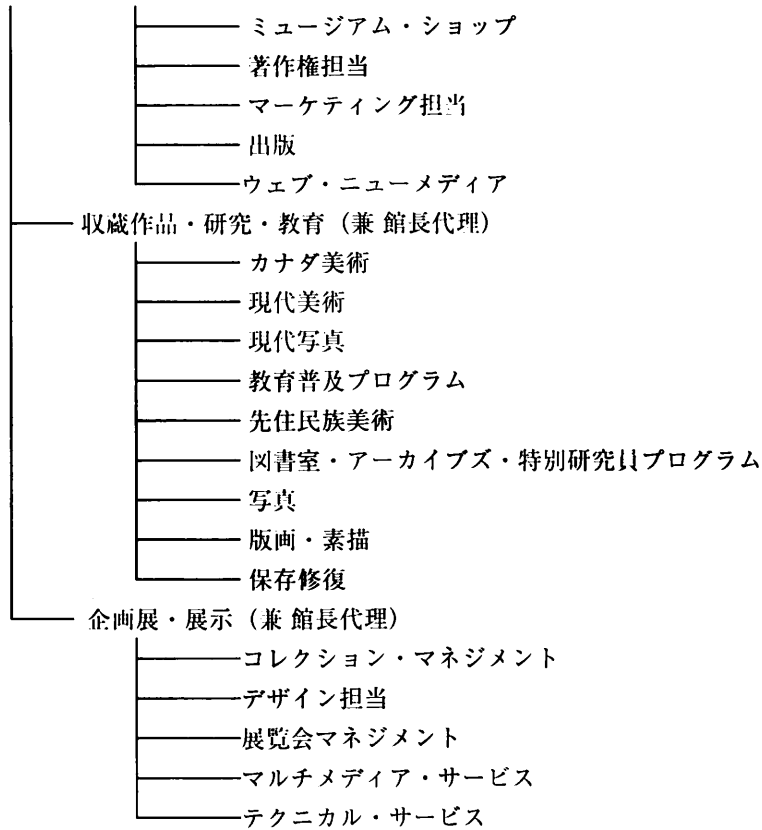 ミュージアム・ショップ
著作権担当
マーケティング担当
出版
ウェブ・ニューメディア
収蔵作品・研究・教育（兼 館長代理）
カナダ美術
現代美術
現代写真
教育普及プログラム
先住民族美術
図書室・アーカイブズ・特別研究員プログラム
写真
版画・素描
保存修復
企画展・展示（兼 館長代理）
コレクション・マネジメント
デザイン担当
展覧会マネジメント
マルチメディア・サービス
テクニカル・サービス